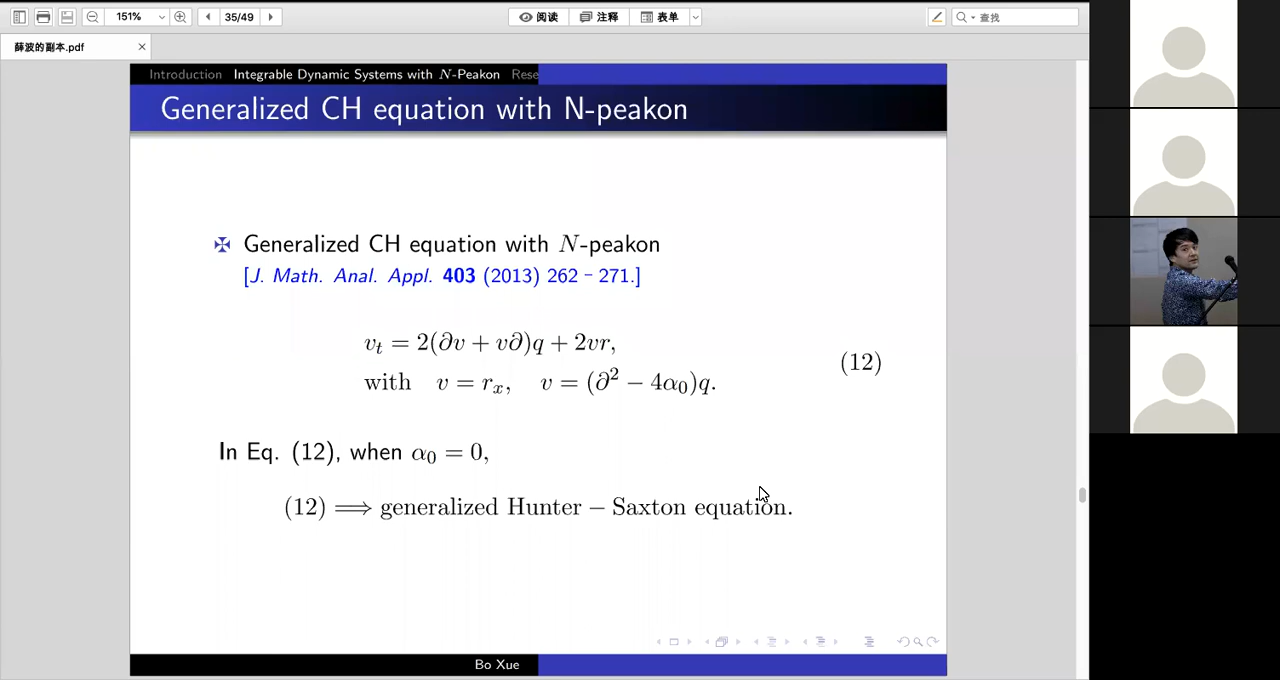 151%
35/49
阅读
注释
表单
查找
薛波的副本.pdf
Introduction Integrable Dynamic Systems with N-Peakon Rese
Generalized CH equation with N-peakon
Generalized CH equation with N-peakon
[J. Math. Anal. Appl. 403 (2013) 262 – 271.]
v_t = 2(∂v + v∂)q + 2vr,
with v = r_x, v = (∂² − 4α₀)q.
(12)
In Eq. (12), when α₀ = 0,
(12) ⟹ generalized Hunter − Saxton equation.
Bo Xue